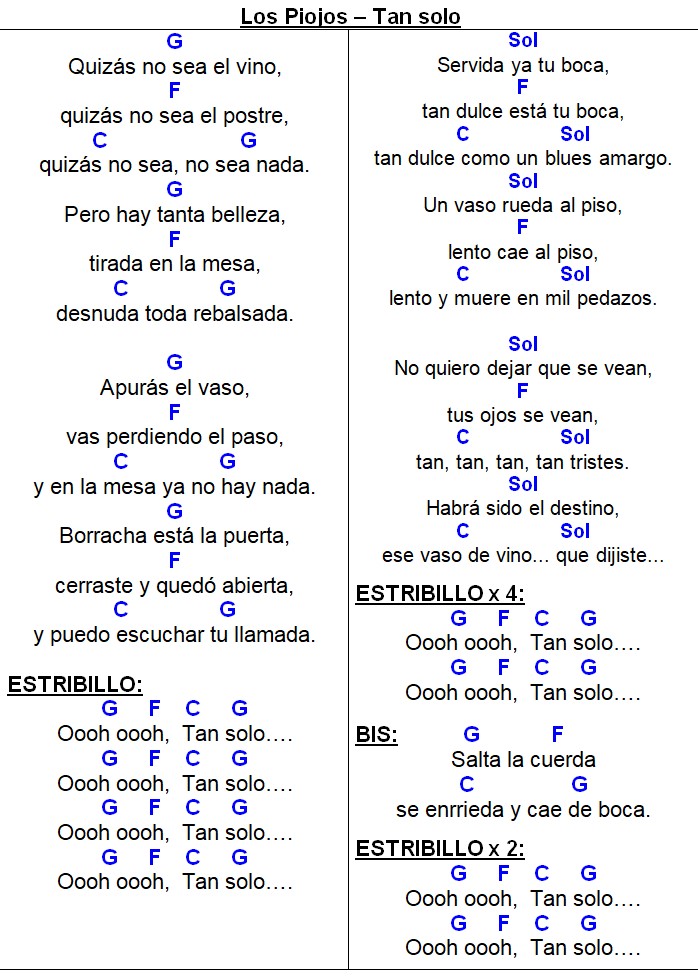 Los Piojos – Tan solo
G
Quizás no sea el vino,
F
quizás no sea el postre,
C G
quizás no sea, no sea nada.
G
Pero hay tanta belleza,
F
tirada en la mesa,
C G
desnuda toda rebalsada.
G
Apurás el vaso,
F
vas perdiendo el paso,
C G
y en la mesa ya no hay nada.
G
Borracha está la puerta,
F
cerraste y quedó abierta,
C G
y puedo escuchar tu llamada.
ESTRIBILLO:
G F C G
Oooh oooh, Tan solo….
G F C G
Oooh oooh, Tan solo….
G F C G
Oooh oooh, Tan solo….
G F C G
Oooh oooh, Tan solo….
Sol
Servida ya tu boca,
F
tan dulce está tu boca,
C Sol
tan dulce como un blues amargo.
Sol
Un vaso rueda al piso,
F
lento cae al piso,
C Sol
lento y muere en mil pedazos.
Sol
No quiero dejar que se vean,
F
tus ojos se vean,
C Sol
tan, tan, tan, tan tristes.
Sol
Habrá sido el destino,
C Sol
ese vaso de vino... que dijiste...
ESTRIBILLO x 4:
G F C G
Oooh oooh, Tan solo….
G F C G
Oooh oooh, Tan solo….
BIS: G F
Salta la cuerda
C G
se enrrieda y cae de boca.
ESTRIBILLO x 2:
G F C G
Oooh oooh, Tan solo….
G F C G
Oooh oooh, Tan solo….